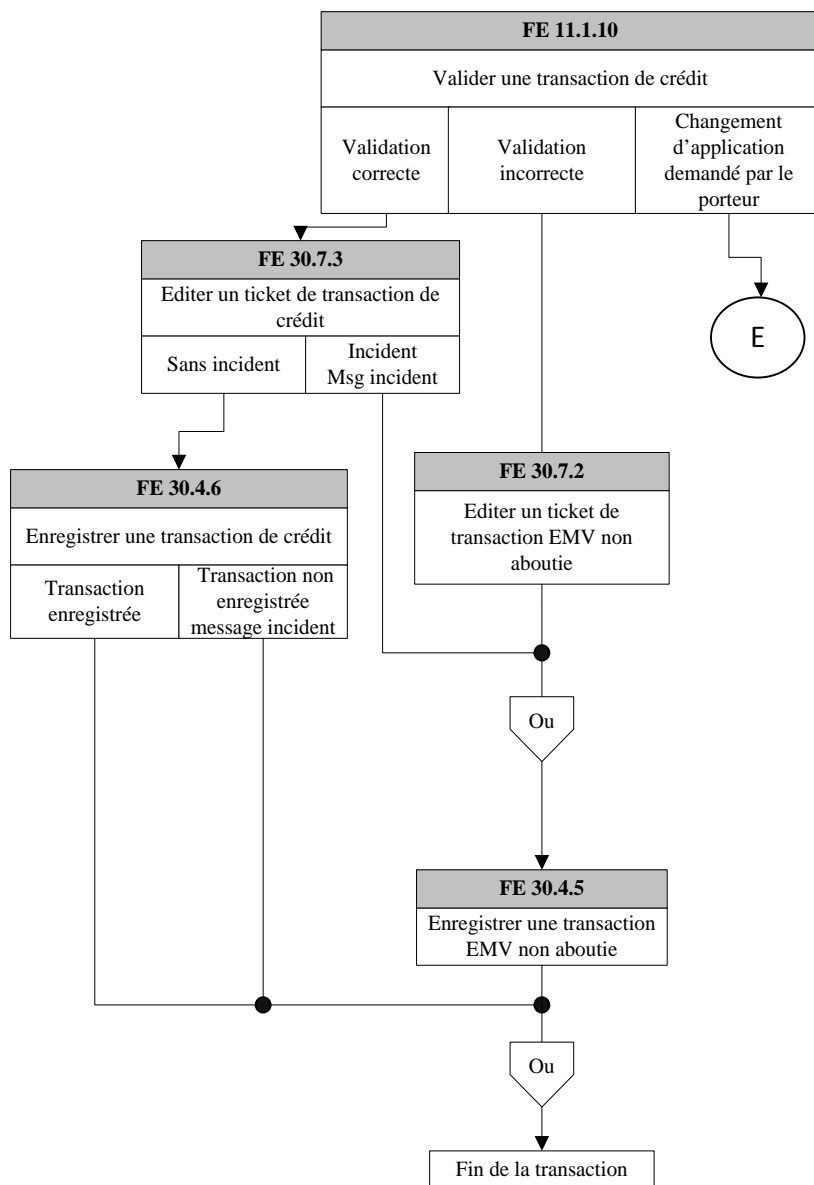 FE 11.1.10
Valider une transaction de crédit
Validation
correcte
Validation
incorrecte
Changement
d’application
demandé par le
porteur
FE 30.7.3
Editer un ticket de transaction de
crédit
Sans incident
Incident
Msg incident
E
FE 30.4.6
Enregistrer une transaction de crédit
Transaction
enregistrée
Transaction non
enregistrée
message incident
FE 30.7.2
Editer un ticket de
transaction EMV non
aboutie
Ou
FE 30.4.5
Enregistrer une transaction
EMV non aboutie
Ou
Fin de la transaction